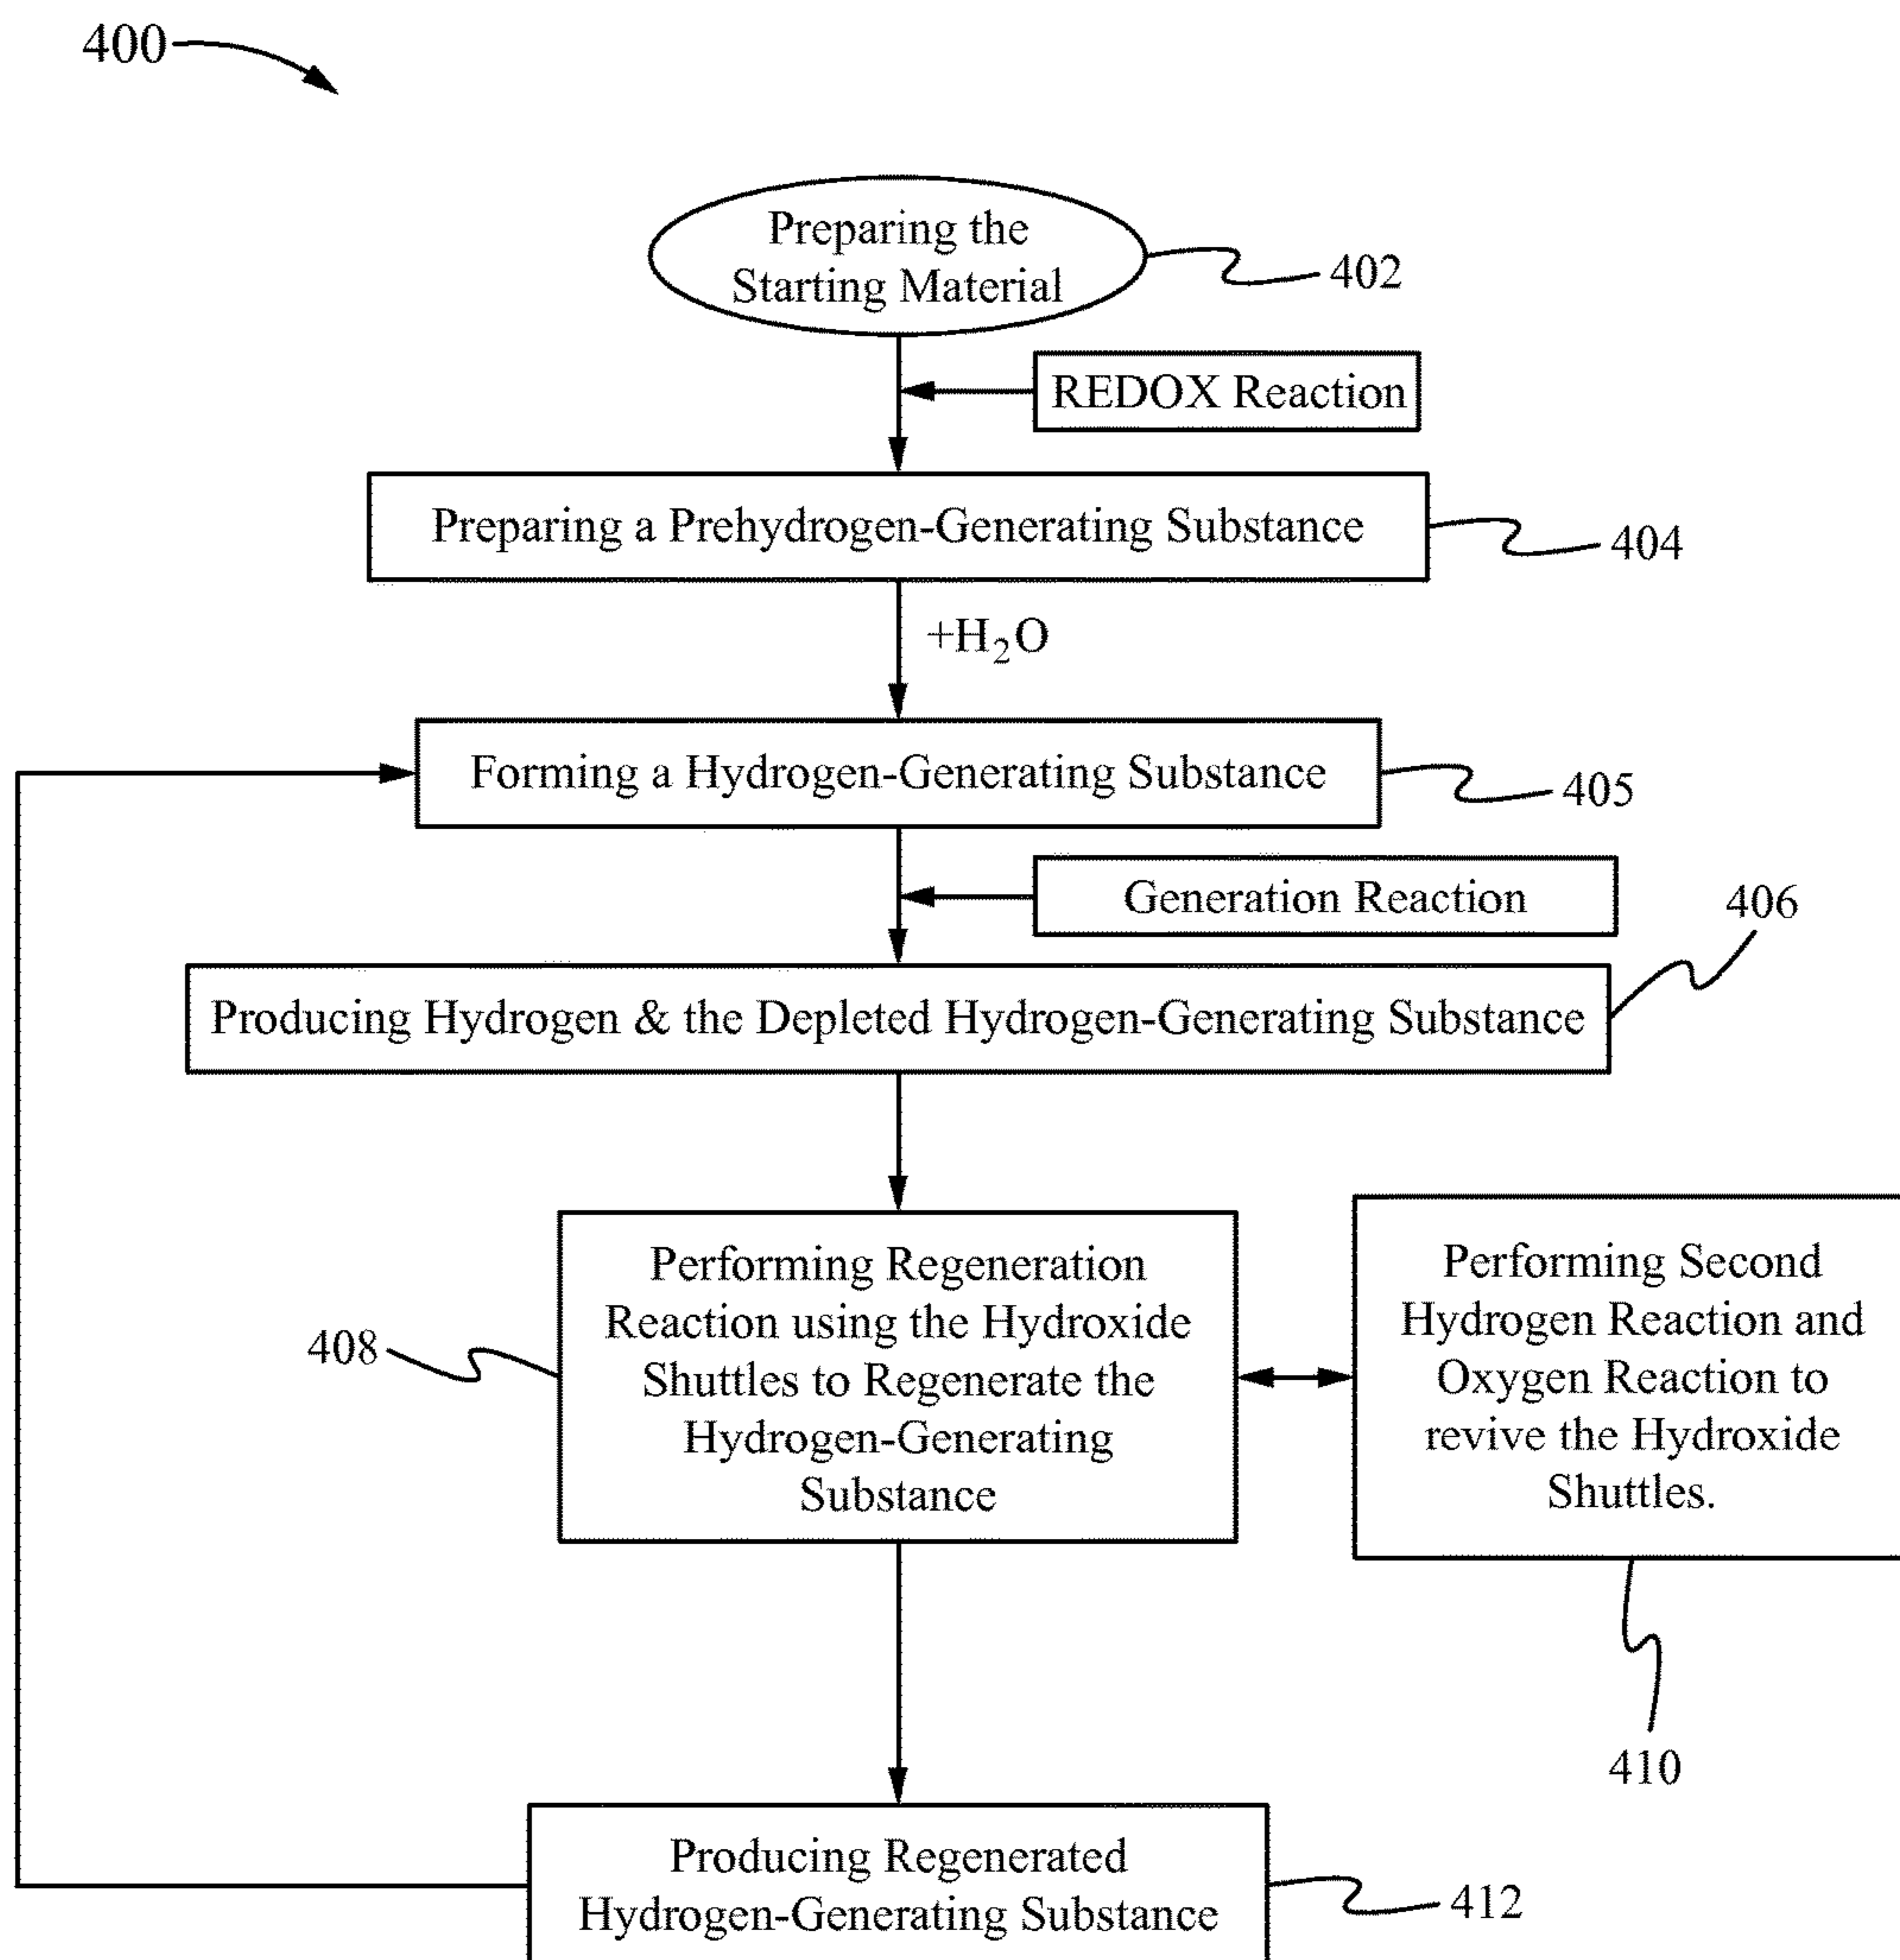 400
Preparing the
Starting Material
402
REDOX Reaction
Preparing a Prehydrogen-Generating Substance
404
+H₂O
Forming a Hydrogen-Generating Substance
405
Generation Reaction
406
Producing Hydrogen & the Depleted Hydrogen-Generating Substance
Performing Regeneration
Reaction using the Hydroxide
Shuttles to Regenerate the
Hydrogen-Generating
Substance
408
Performing Second
Hydrogen Reaction and
Oxygen Reaction to
revive the Hydroxide
Shuttles.
410
Producing Regenerated
Hydrogen-Generating Substance
412